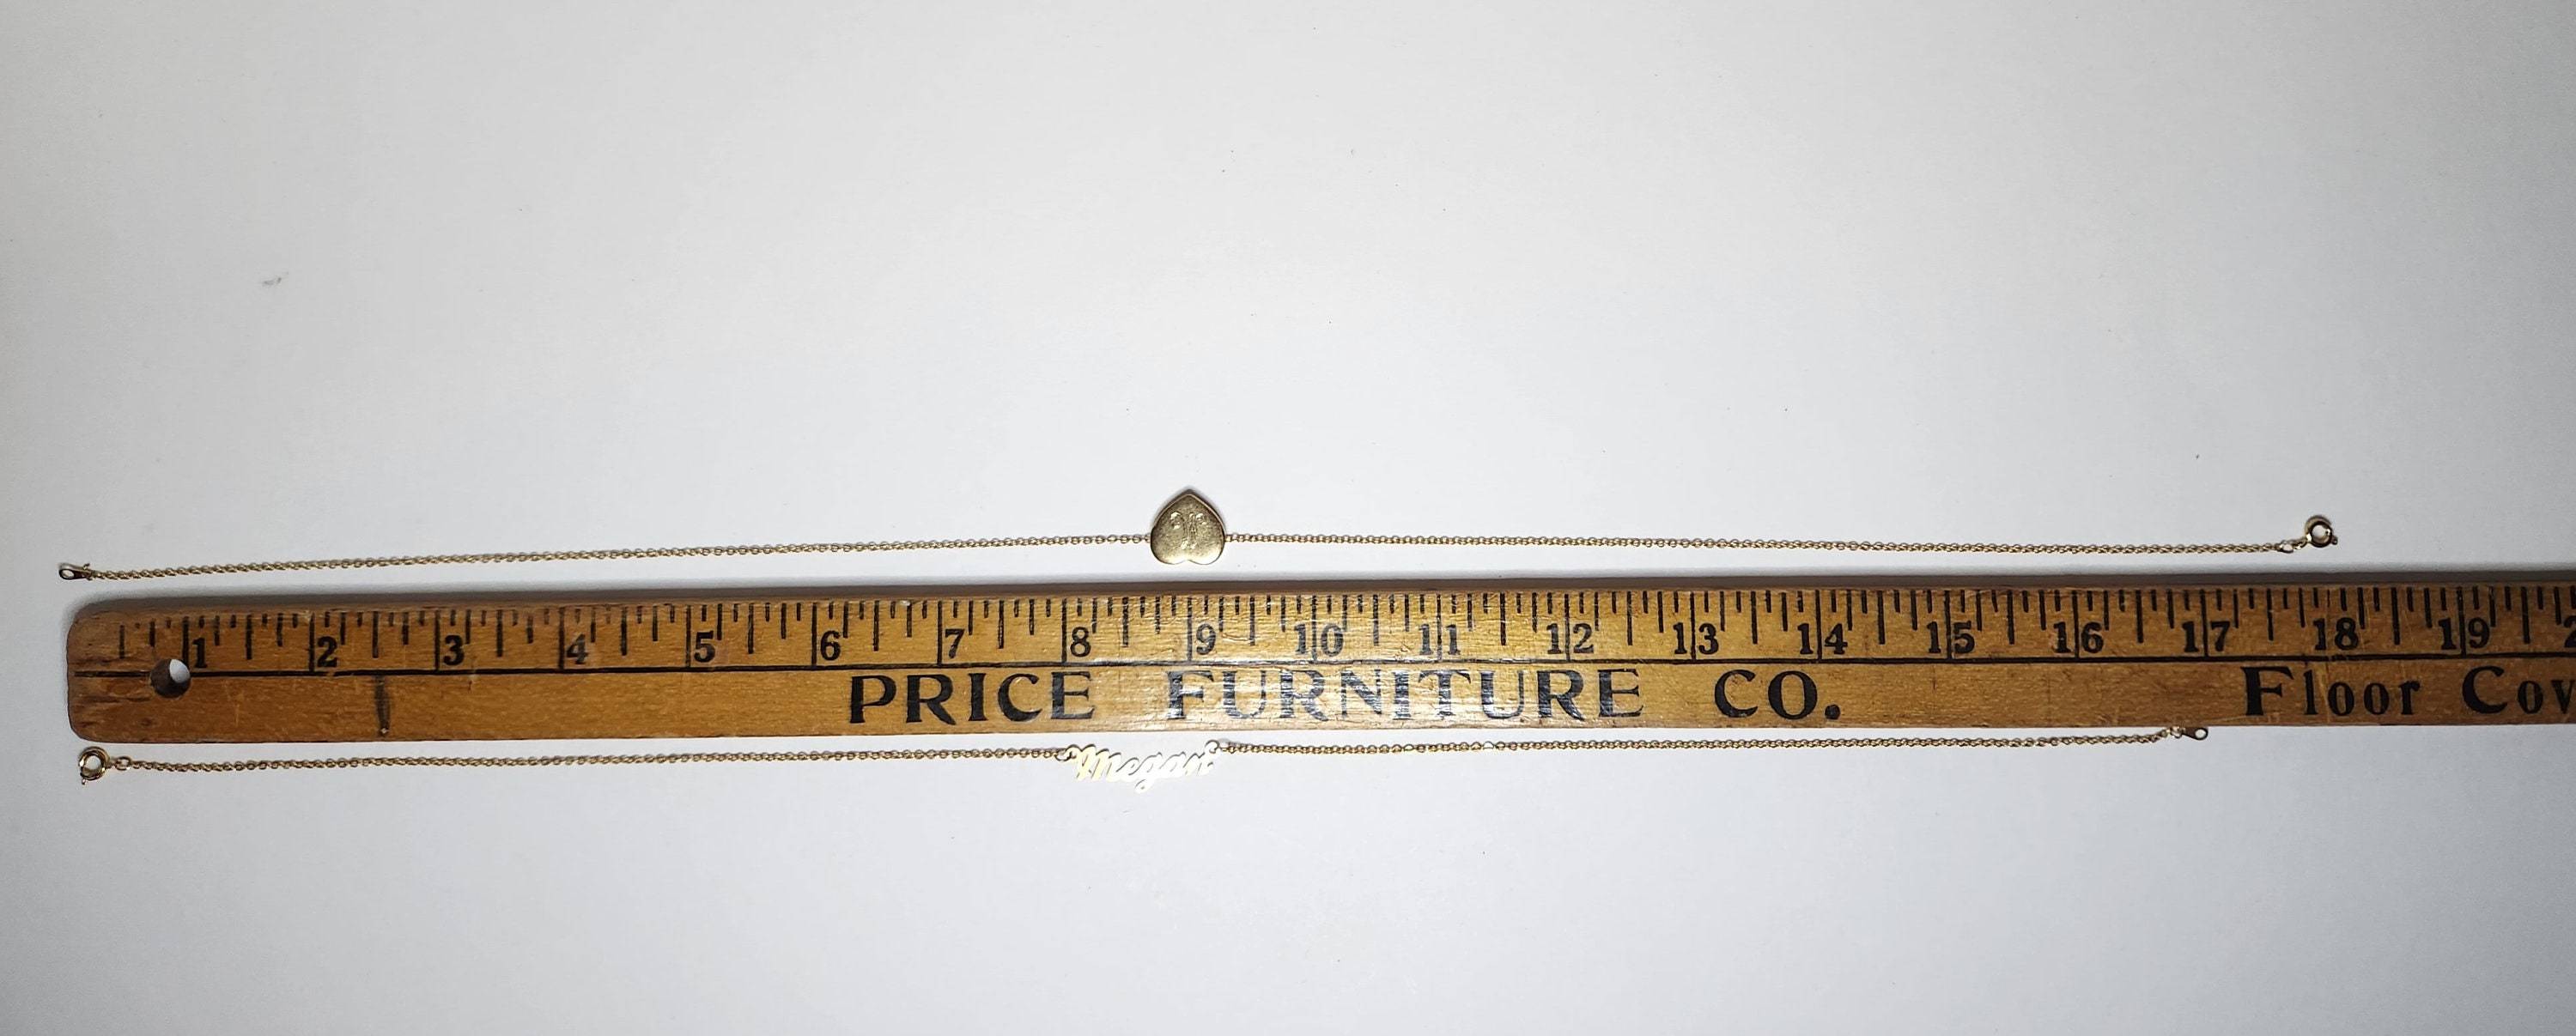 1 2 3 4 5 6 7 8 9 10 11 12 13 14 15 16 17 18 19
PRICE FURNITURE CO. Floor
Megan